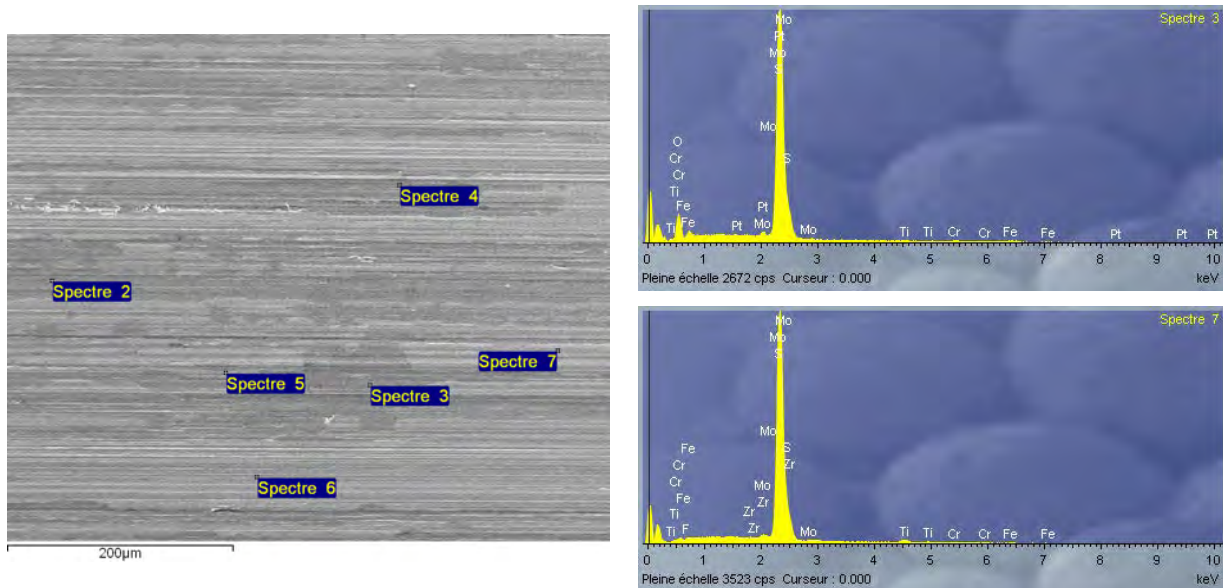 Spectre 4
Spectre 2
Spectre 7
Spectre 5
Spectre 3
Spectre 6
200µm
Spectre 3
Mo
Pt
Mo
S
Mo
O
Cr
S
Cr
Ti
Fe
Pt
Ti Fe Pt Mo Mo Ti Ti Cr Cr Fe Fe Pt Pt Pt
0 1 2 3 4 5 6 7 8 9 10
Pleine échelle 2672 cps Curseur : 0.000 keV
Spectre 7
Mo
Mo
S
Mo
Fe S
Cr Zr
Cr Mo
Fe Zr
Ti Zr
Ti F Zr Mo Ti Ti Cr Cr Fe Fe
0 1 2 3 4 5 6 7 8 9 10
Pleine échelle 3523 cps Curseur : 0.000 keV